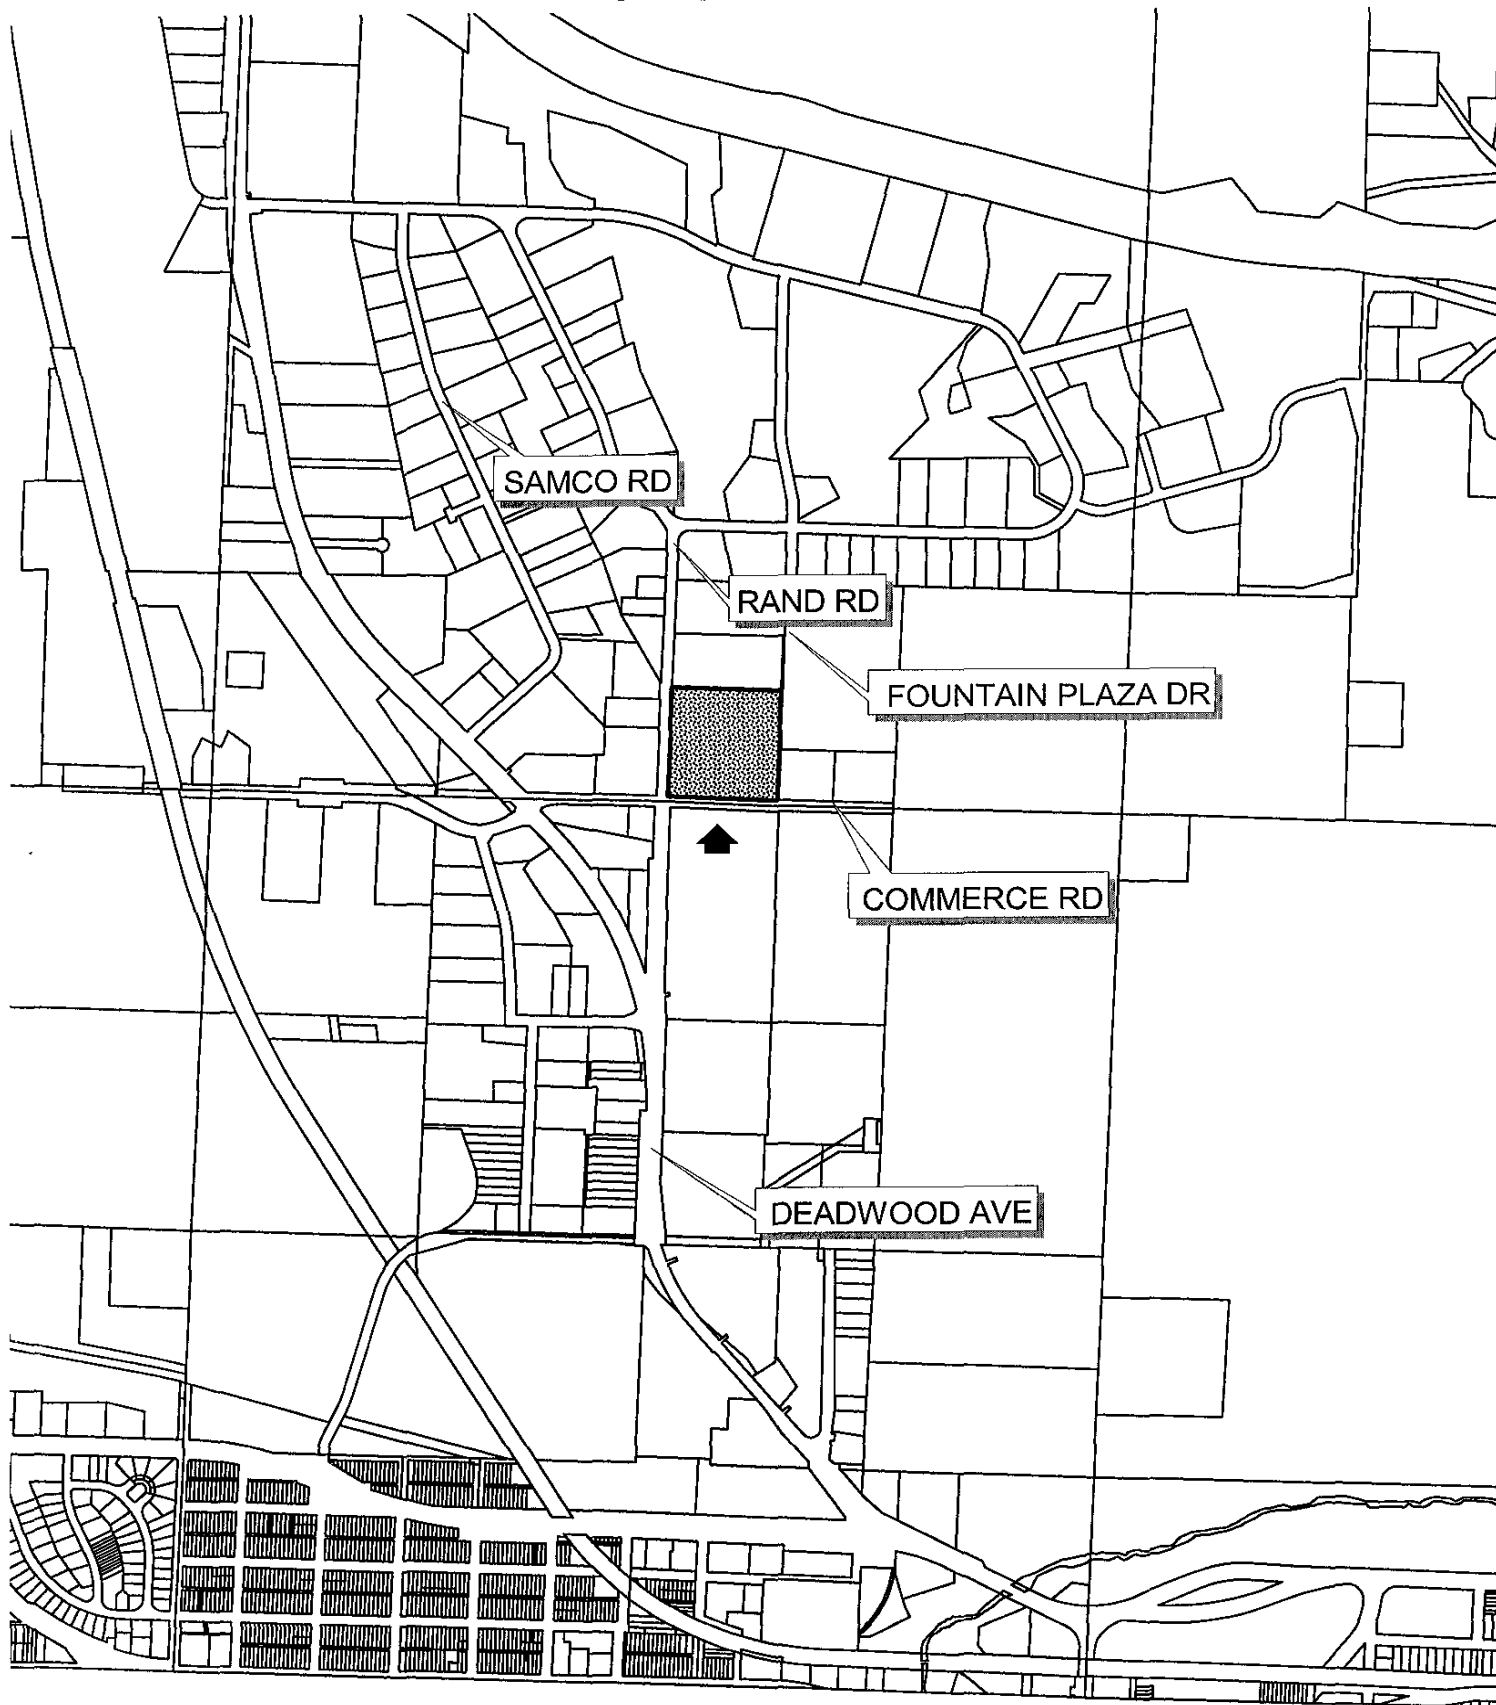 SAMCO RD
RAND RD
FOUNTAIN PLAZA DR
COMMERCE RD
DEADWOOD AVE